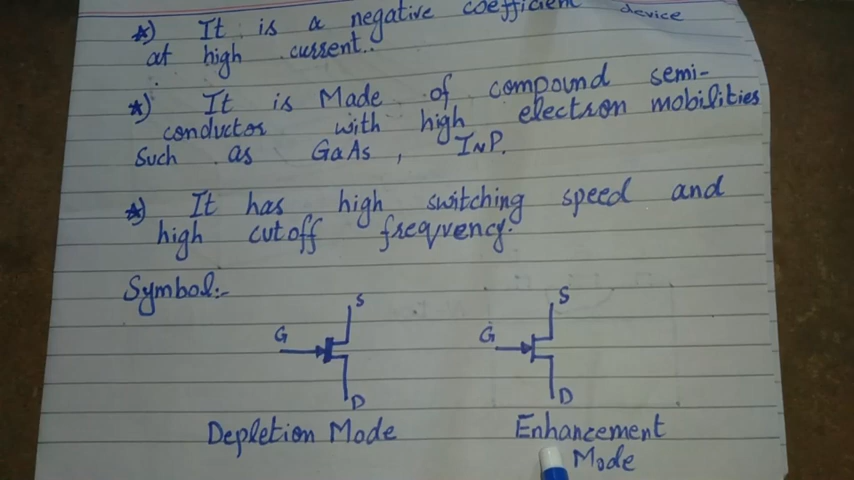 *) It is a negative coefficient device
at high current..
*) It is Made of compound semi-
conductor with high electron mobilities
Such as GaAs, InP.
*) It has high switching speed and
high cutoff freqvency.
Symbol:-
S S
G G
D D
Depletion Mode Enhancement
Mode